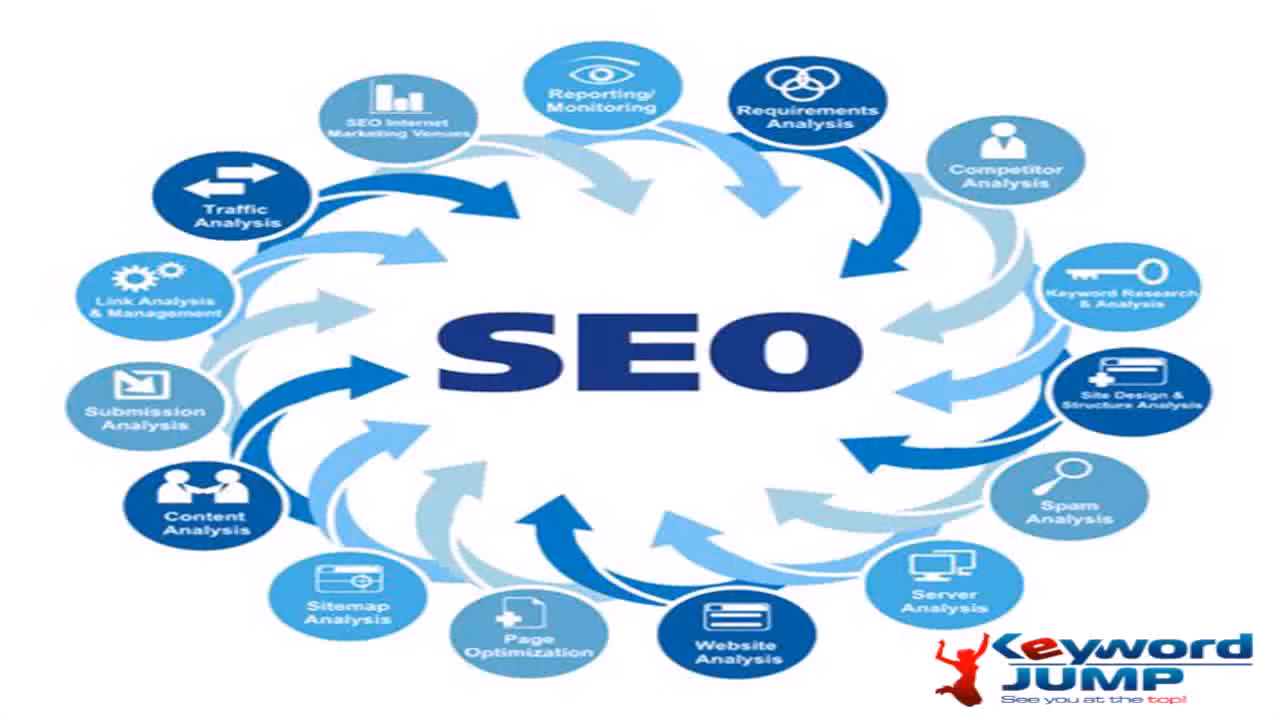 Reporting/
Monitoring
Requirements
Analysis
Competitor
Analysis
Keyword Research
& Analysis
Site Design &
Structure Analysis
Spam
Analysis
Server
Analysis
Website
Analysis
Page
Optimization
Sitemap
Analysis
Content
Analysis
Submission
Analysis
Link Analysis
& Management
Traffic
Analysis
SEO Internet
Marketing Venues
SEO
Keyword
JUMP
See you at the top!